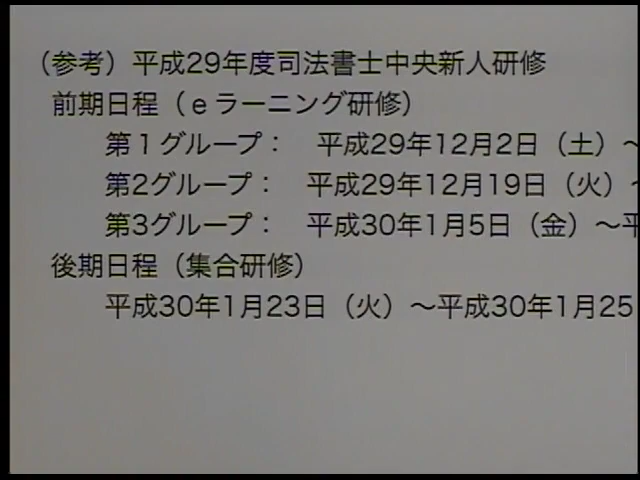 （参考）平成29年度司法書士中央新人研修
前期日程（ｅラーニング研修）
第１グループ： 平成29年12月2日（土）～
第2グループ： 平成29年12月19日（火）～
第3グループ： 平成30年1月5日（金）～平
後期日程（集合研修）
平成30年1月23日（火）～平成30年1月25